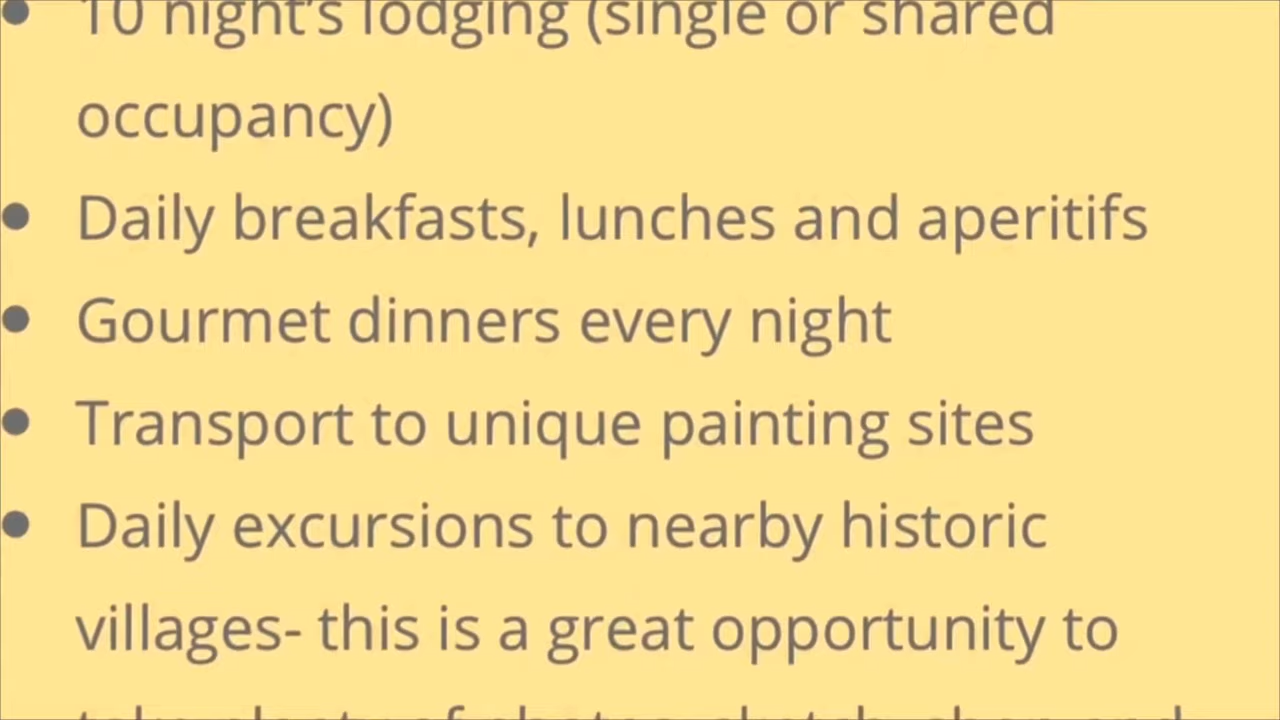 10 night's lodging (single or shared
occupancy)
Daily breakfasts, lunches and aperitifs
Gourmet dinners every night
Transport to unique painting sites
Daily excursions to nearby historic
villages- this is a great opportunity to